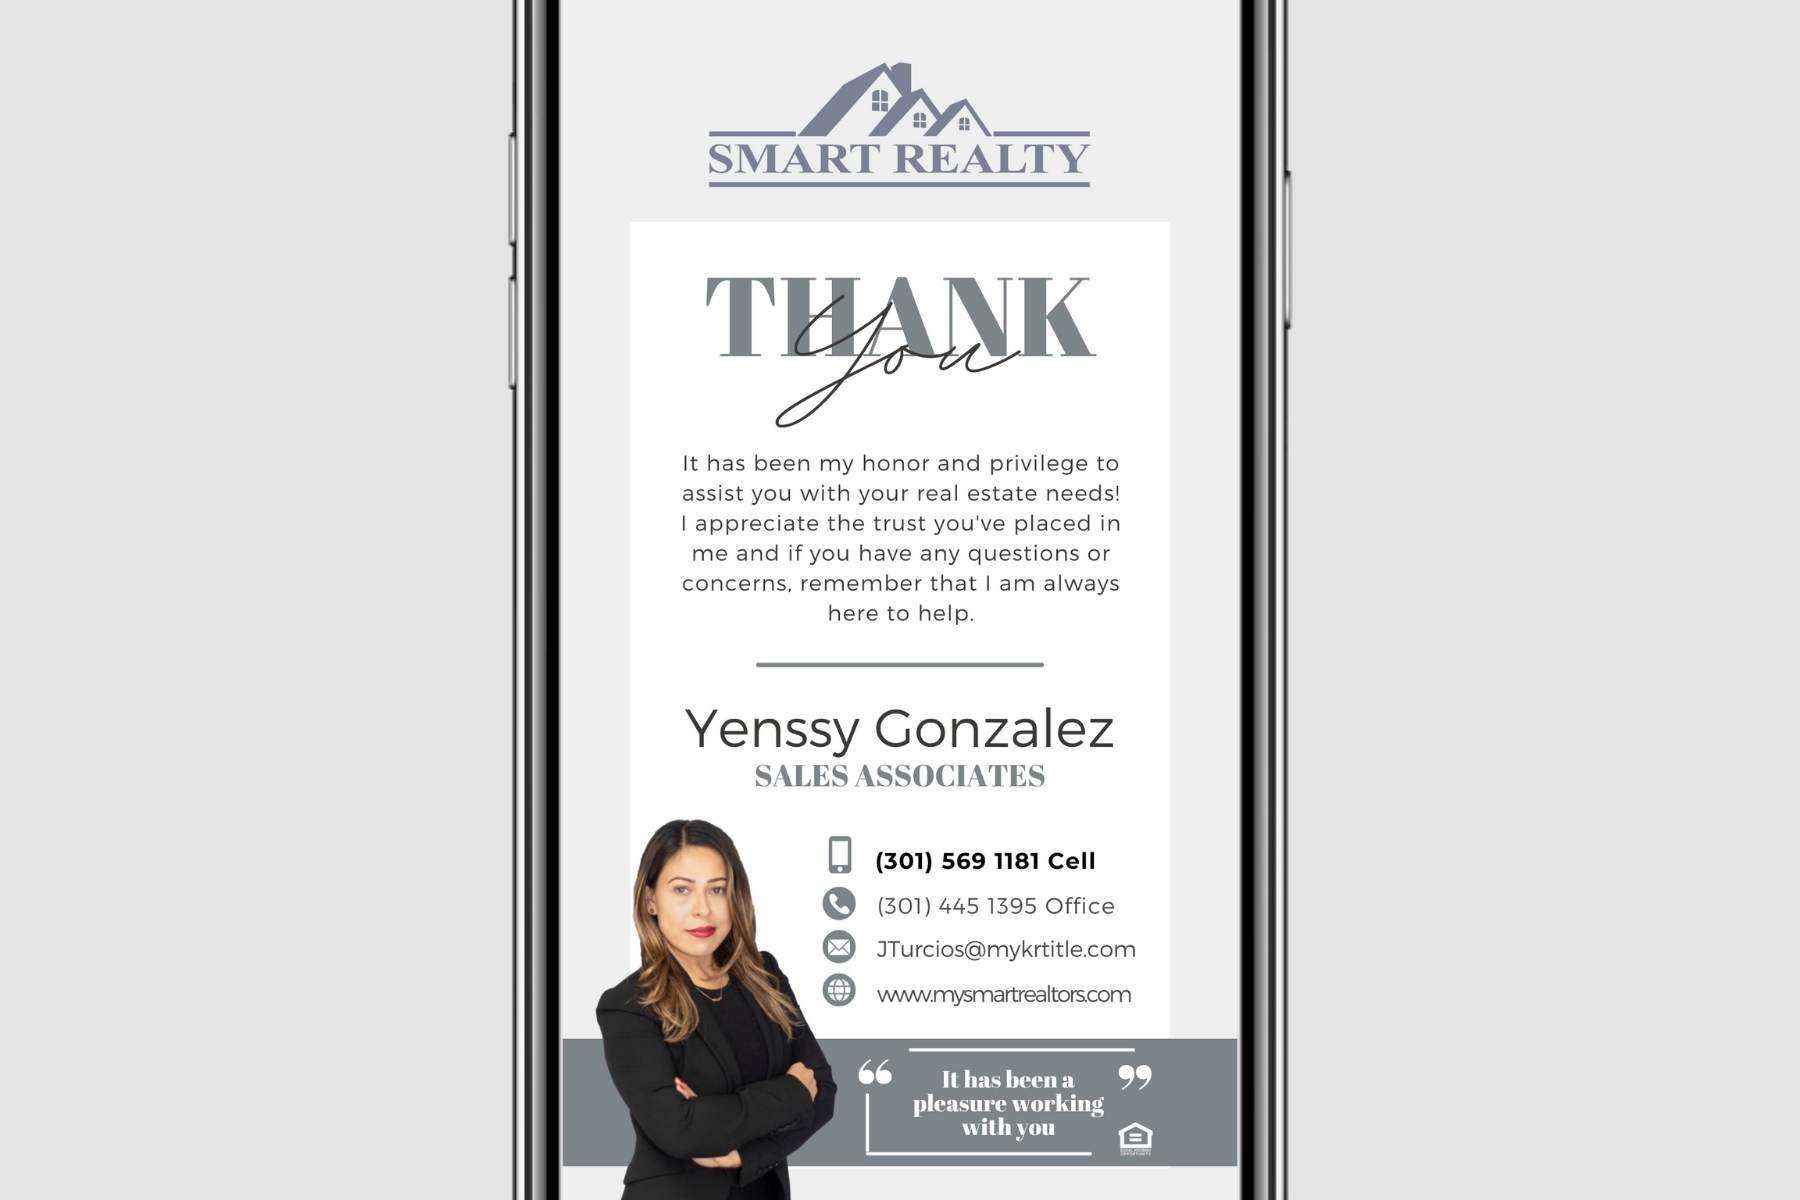 SMART REALTY
THANK
You
It has been my honor and privilege to
assist you with your real estate needs!
I appreciate the trust you've placed in
me and if you have any questions or
concerns, remember that I am always
here to help.
Yenssy Gonzalez
SALES ASSOCIATES
(301) 569 1181 Cell
(301) 445 1395 Office
JTurcios@mykrtitle.com
www.mysmartrealtors.com
“ It has been a ”
pleasure working
with you
EQUAL HOUSING
OPPORTUNITY